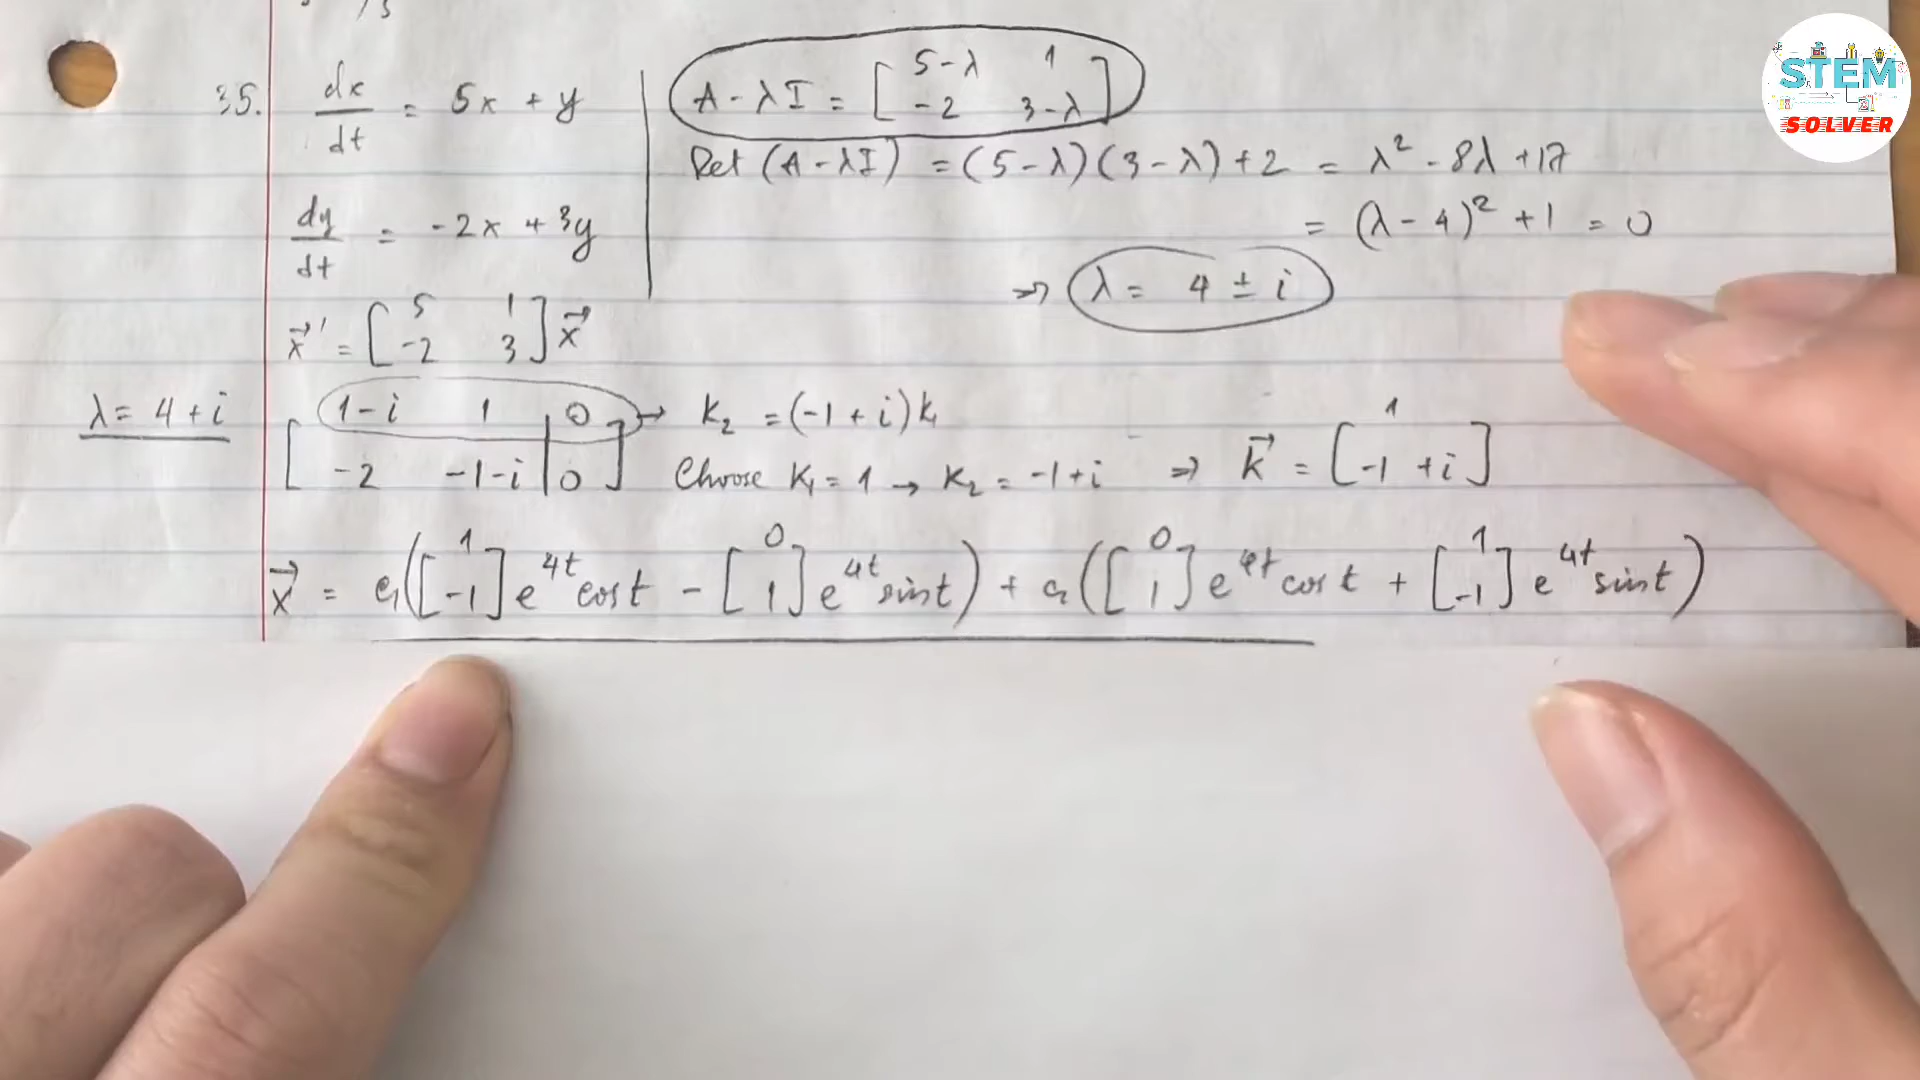 35. dx/dt = 5x + y
dy/dt = -2x + 3y
x⃗' = [5 1; -2 3] x⃗
A - λI = [5-λ 1; -2 3-λ]
Det (A - λI) = (5-λ)(3-λ)+2 = λ² - 8λ + 17
= (λ - 4)² + 1 = 0
⇒ λ = 4 ± i
λ = 4 + i [1-i 1 | 0; -2 -1-i | 0] → k₂ = (-1 + i)k₁
Choose k₁ = 1 → k₂ = -1+i ⇒ k⃗ = [1; -1 + i]
x⃗ = c₁([1; -1]e^4t cos t - [0; 1]e^4t sin t) + c₂([0; 1]e^4t cos t + [1; -1]e^4t sin t)
STEM
SOLVER